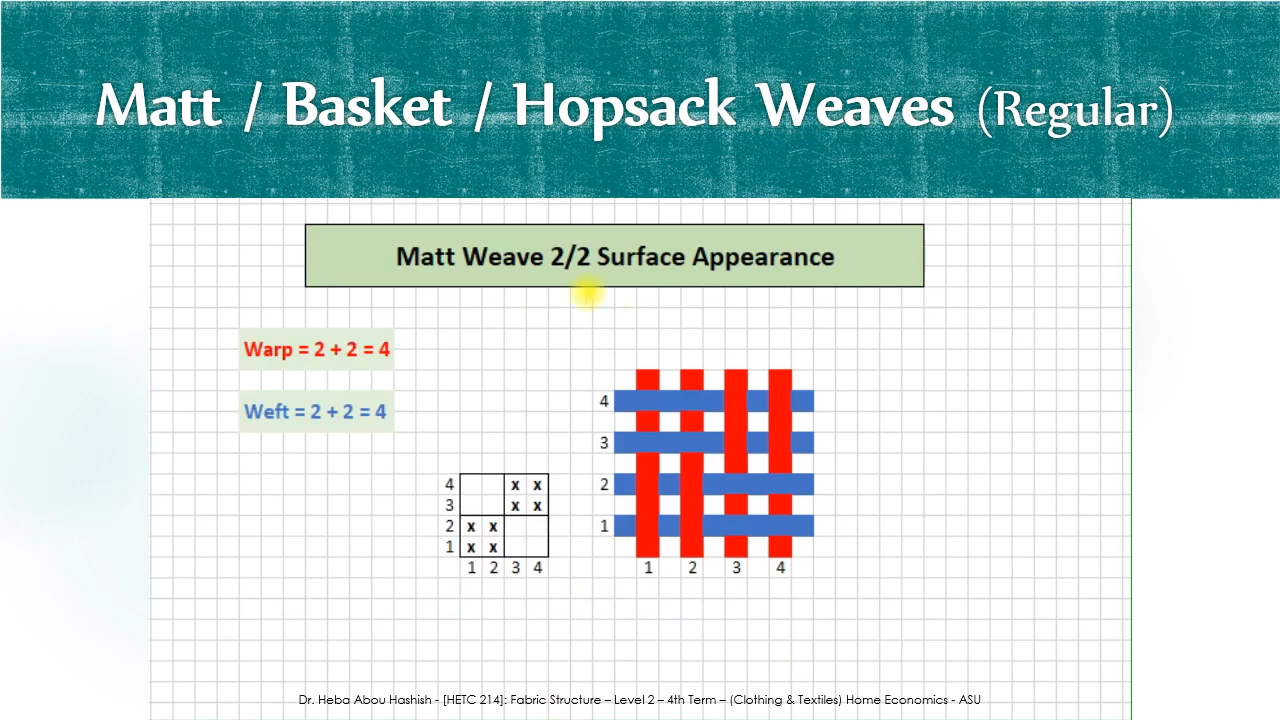 Matt / Basket / Hopsack Weaves (Regular)
Matt Weave 2/2 Surface Appearance
Warp = 2 + 2 = 4
Weft = 2 + 2 = 4
4 x x
3 x x
2 x x
1 x x
1 2 3 4
4
3
2
1
1 2 3 4
Dr. Heba Abou Hashish - [HETC 214]: Fabric Structure – Level 2 – 4th Term – (Clothing & Textiles) Home Economics - ASU